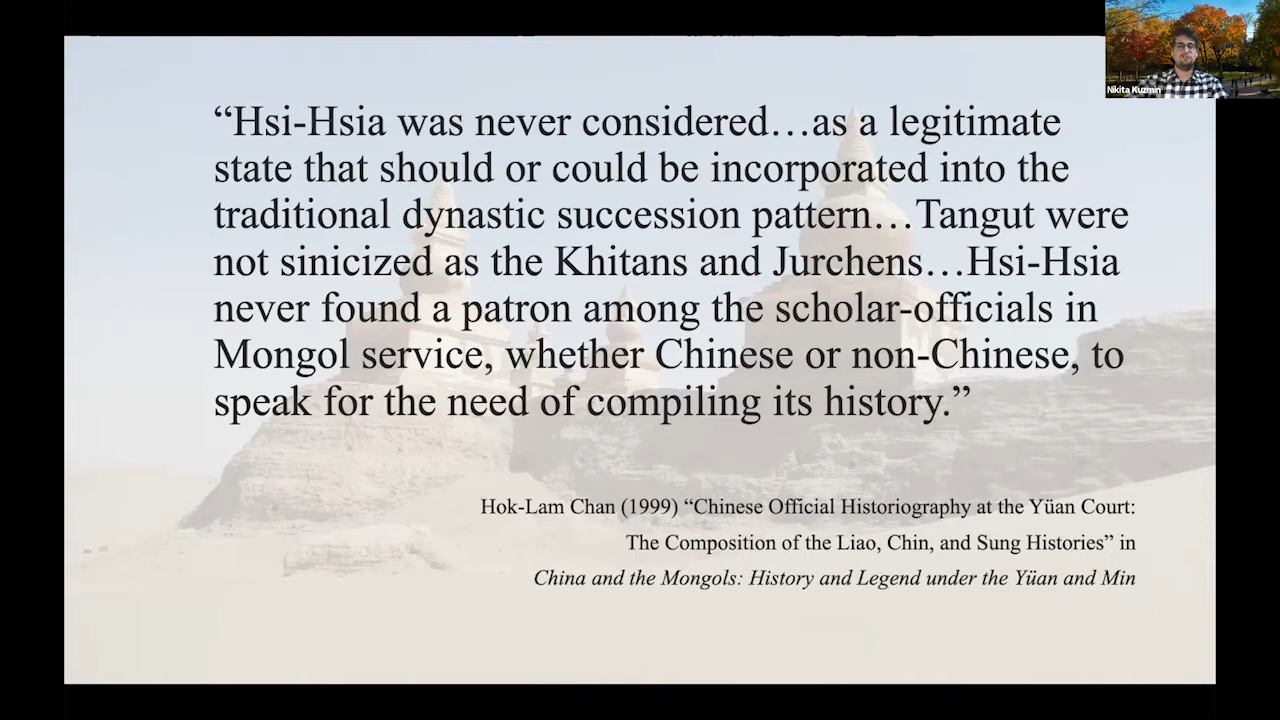 “Hsi-Hsia was never considered…as a legitimate
state that should or could be incorporated into the
traditional dynastic succession pattern…Tangut were
not sinicized as the Khitans and Jurchens…Hsi-Hsia
never found a patron among the scholar-officials in
Mongol service, whether Chinese or non-Chinese, to
speak for the need of compiling its history.”
Hok-Lam Chan (1999) “Chinese Official Historiography at the Yüan Court:
The Composition of the Liao, Chin, and Sung Histories” in
China and the Mongols: History and Legend under the Yüan and Min
Nikita Kuzmin